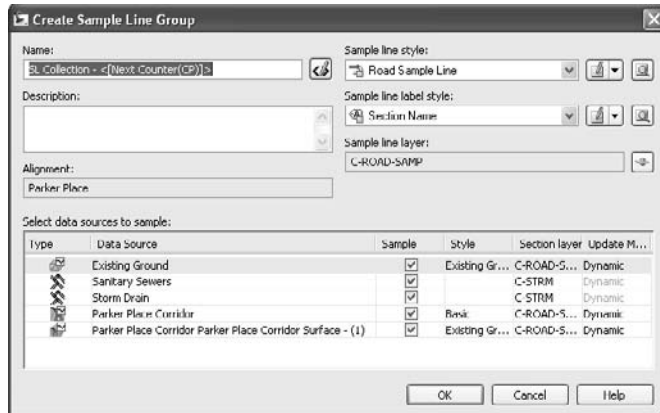 Create Sample Line Group
Name:
SL Collection - <[Next Counter(CP)]>
Description:
Alignment:
Parker Place
Sample line style:
Road Sample Line
Sample line label style:
Section Name
Sample line layer:
C-ROAD-SAMP
Select data sources to sample:
Type Data Source Sample Style Section layer Update M...
Existing Ground Existing Gr... C-ROAD-S... Dynamic
Sanitary Sewers C-STRM Dynamic
Storm Drain C-STRM Dynamic
Parker Place Corridor Basic C-ROAD-S... Dynamic
Parker Place Corridor Parker Place Corridor Surface - (1) Existing Gr... C-ROAD-S... Dynamic
OK Cancel Help